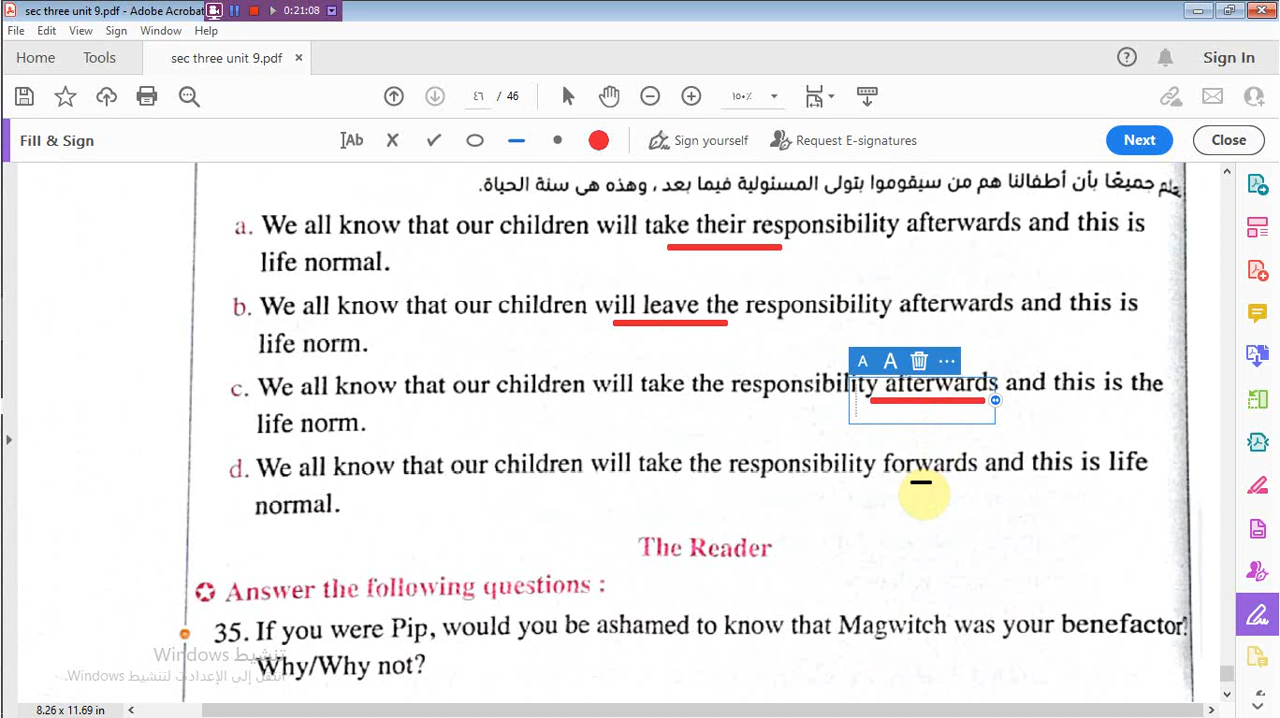 sec three unit 9.pdf - Adobe Acrobat
0:21:08
File Edit View Sign Window Help
Home Tools sec three unit 9.pdf × Sign In
٤٦ / 46 ١٥٠٪
Fill & Sign Ab Sign yourself Request E-signatures Next Close
جميعًا بأن أطفالنا هم من سيقوموا بتولى المسئولية فيما بعد ، وهذه هى سنة الحياة.
a. We all know that our children will take their responsibility afterwards and this is
life normal.
b. We all know that our children will leave the responsibility afterwards and this is
life norm.
A A
c. We all know that our children will take the responsibility afterwards and this is the
life norm.
d. We all know that our children will take the responsibility forwards and this is life
normal.
The Reader
Answer the following questions :
35. If you were Pip, would you be ashamed to know that Magwitch was your benefactor?
Why/Why not?
تنشيط Windows
انتقل إلى الإعدادات لتنشيط Windows.
8.26 x 11.69 in